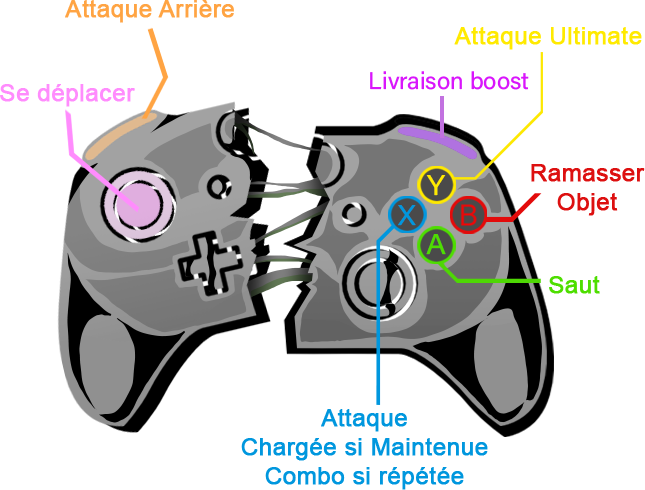 Attaque Arrière
Attaque Ultimate
Livraison boost
Se déplacer
Ramasser
Objet
Y
X
B
A
Saut
Attaque
Chargée si Maintenue
Combo si répétée